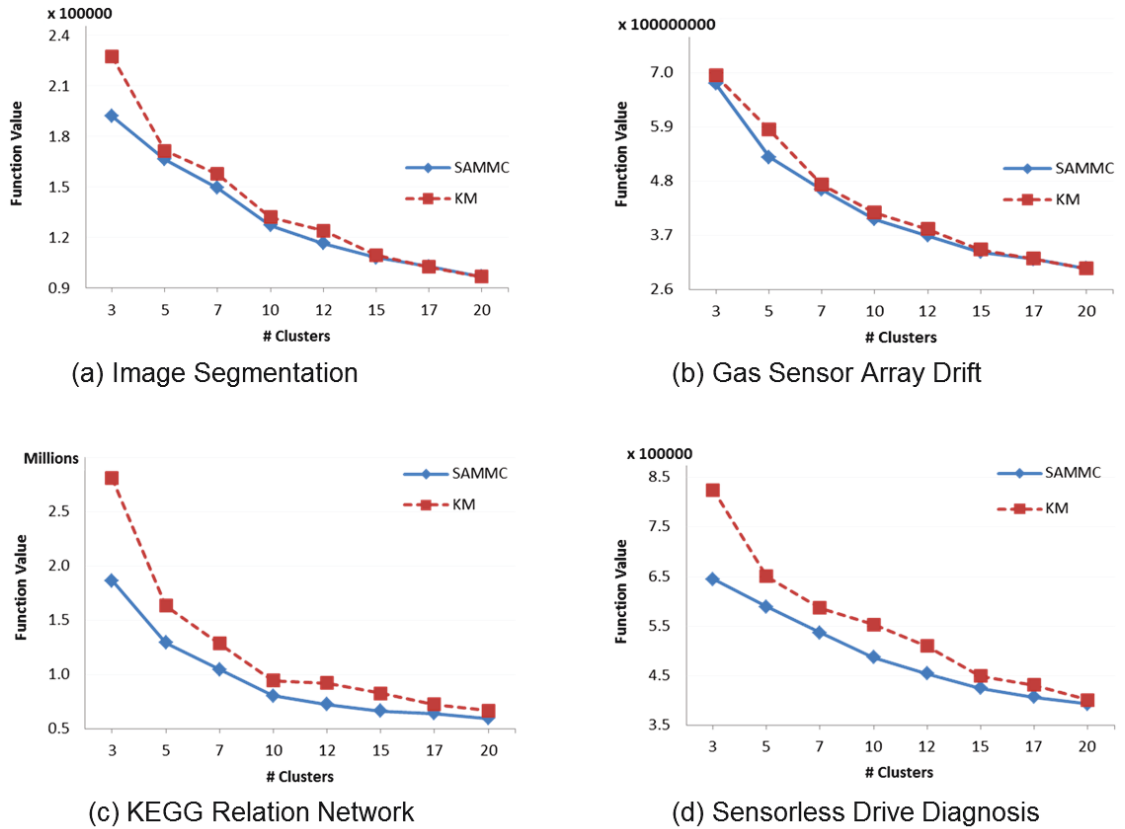 x 100000
2.4
2.1
1.8
1.5
1.2
0.9
Function Value
SAMMC
KM
3 5 7 10 12 15 17 20
# Clusters
(a) Image Segmentation
x 100000000
7.0
5.9
4.8
3.7
2.6
Function Value
SAMMC
KM
3 5 7 10 12 15 17 20
# Clusters
(b) Gas Sensor Array Drift
Millions
2.5
2.0
1.5
1.0
0.5
Function Value
SAMMC
KM
3 5 7 10 12 15 17 20
# Clusters
(c) KEGG Relation Network
x 100000
8.5
7.5
6.5
5.5
4.5
3.5
Function Value
SAMMC
KM
3 5 7 10 12 15 17 20
# Clusters
(d) Sensorless Drive Diagnosis